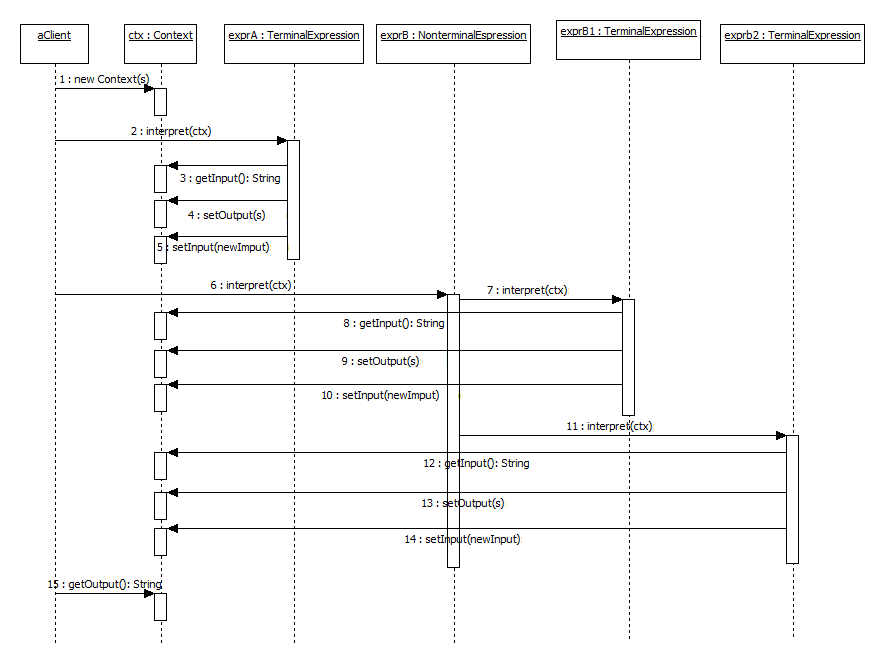 aClient
ctx : Context
exprA : TerminalExpression
exprB : NonterminalEspression
exprB1 : TerminalExpression
exprb2 : TerminalExpression
1 : new Context(s)
2 : interpret(ctx)
3 : getInput(): String
4 : setOutput(s)
5 : setInput(newImput)
6 : interpret(ctx)
7 : interpret(ctx)
8 : getInput(): String
9 : setOutput(s)
10 : setInput(newImput)
11 : interpret(ctx)
12 : getInput(): String
13 : setOutput(s)
14 : setInput(newInput)
15 : getOutput(): String